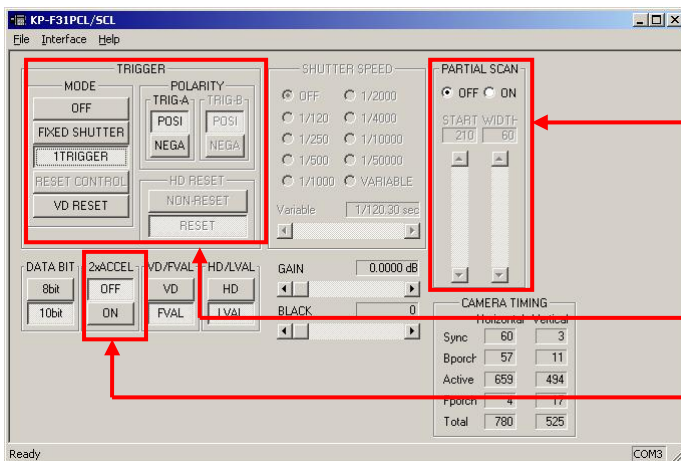 KP-F31PCL/SCL
File Interface Help
TRIGGER
MODE
OFF
FIXED SHUTTER
1TRIGGER
RESET CONTROL
VD RESET
POLARITY
TRIG-A TRIG-B
POSI POSI
NEGA NEGA
HD RESET
NON-RESET
RESET
SHUTTER SPEED
OFF 1/2000
1/120 1/4000
1/250 1/10000
1/500 1/50000
1/1000 VARIABLE
Variable 1/120.30 sec
PARTIAL SCAN
OFF ON
START WIDTH
210 60
DATA BIT
8bit
10bit
2xACCEL
OFF
ON
VD/FVAL
VD
FVAL
HD/LVAL
HD
LVAL
GAIN 0.0000 dB
BLACK 0
CAMERA TIMING
Horizontal Vertical
Sync 60 3
Bporch 57 11
Active 659 494
Fporch 4 17
Total 780 525
Ready COM3